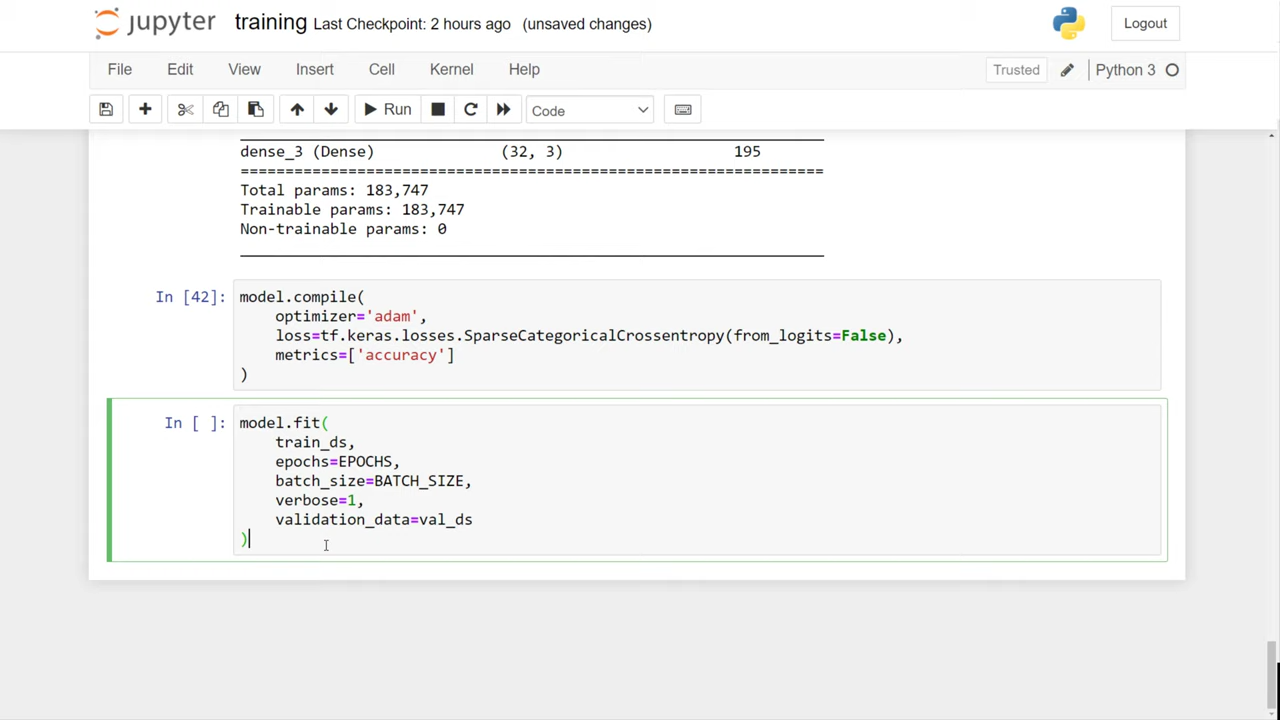 jupyter training Last Checkpoint: 2 hours ago (unsaved changes) Logout
File Edit View Insert Cell Kernel Help Trusted Python 3
Run Code
dense_3 (Dense) (32, 3) 195
=================================================================
Total params: 183,747
Trainable params: 183,747
Non-trainable params: 0
_________________________________________________________________
In [42]: model.compile(
    optimizer='adam',
    loss=tf.keras.losses.SparseCategoricalCrossentropy(from_logits=False),
    metrics=['accuracy']
)
In [ ]: model.fit(
    train_ds,
    epochs=EPOCHS,
    batch_size=BATCH_SIZE,
    verbose=1,
    validation_data=val_ds
)